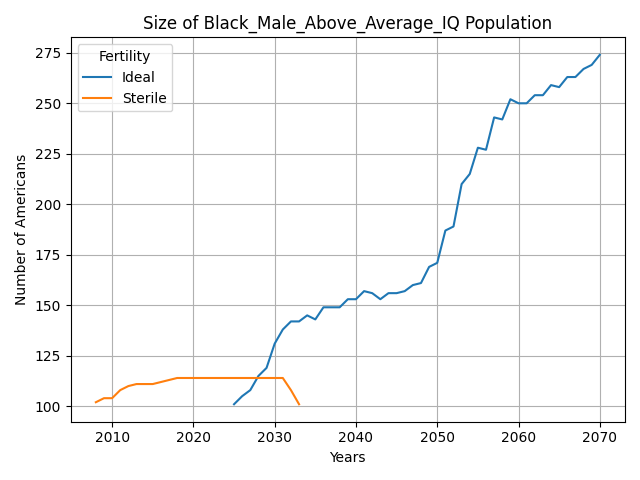 Size of Black_Male_Above_Average_IQ Population
Fertility
Ideal
Sterile
Number of Americans
275
250
225
200
175
150
125
100
2010 2020 2030 2040 2050 2060 2070
Years